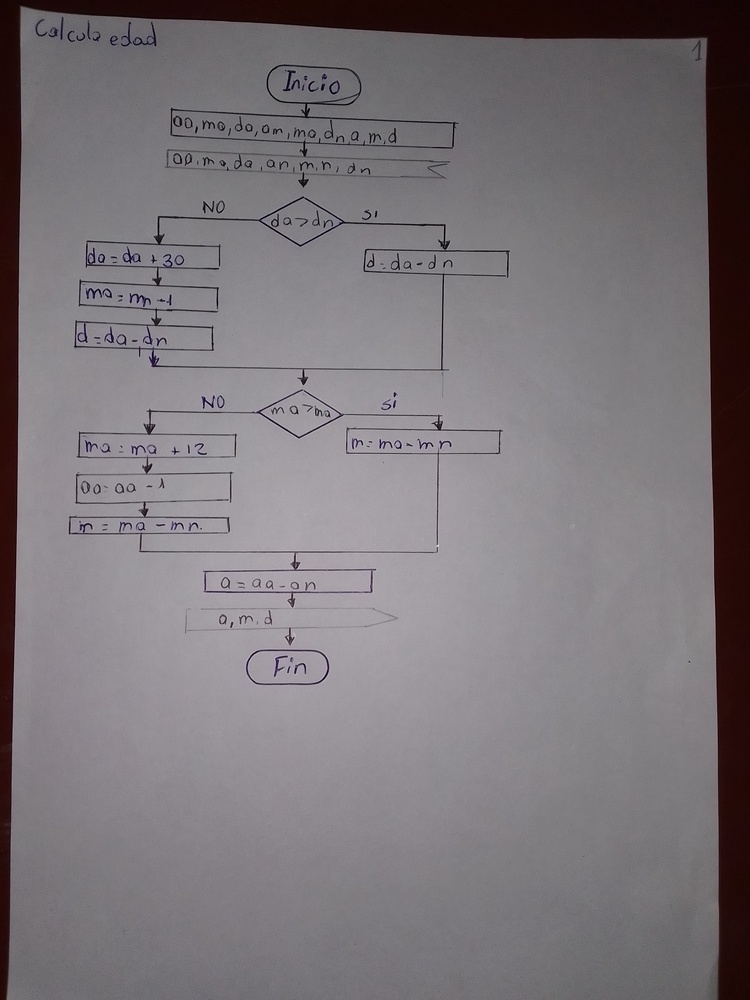 Calcula edad
1
Inicio
aa, ma, da, an, ma, dn, a, m, d
aa, ma, da, an, m, n, dn
NO
da > dn
SI
da = da + 30
d = da - dn
ma = mn - 1
d = da - dn
NO
ma > ma
SI
ma = ma + 12
m = ma - mn
aa = aa - 1
m = ma - mn.
a = aa - an
a, m, d
Fin